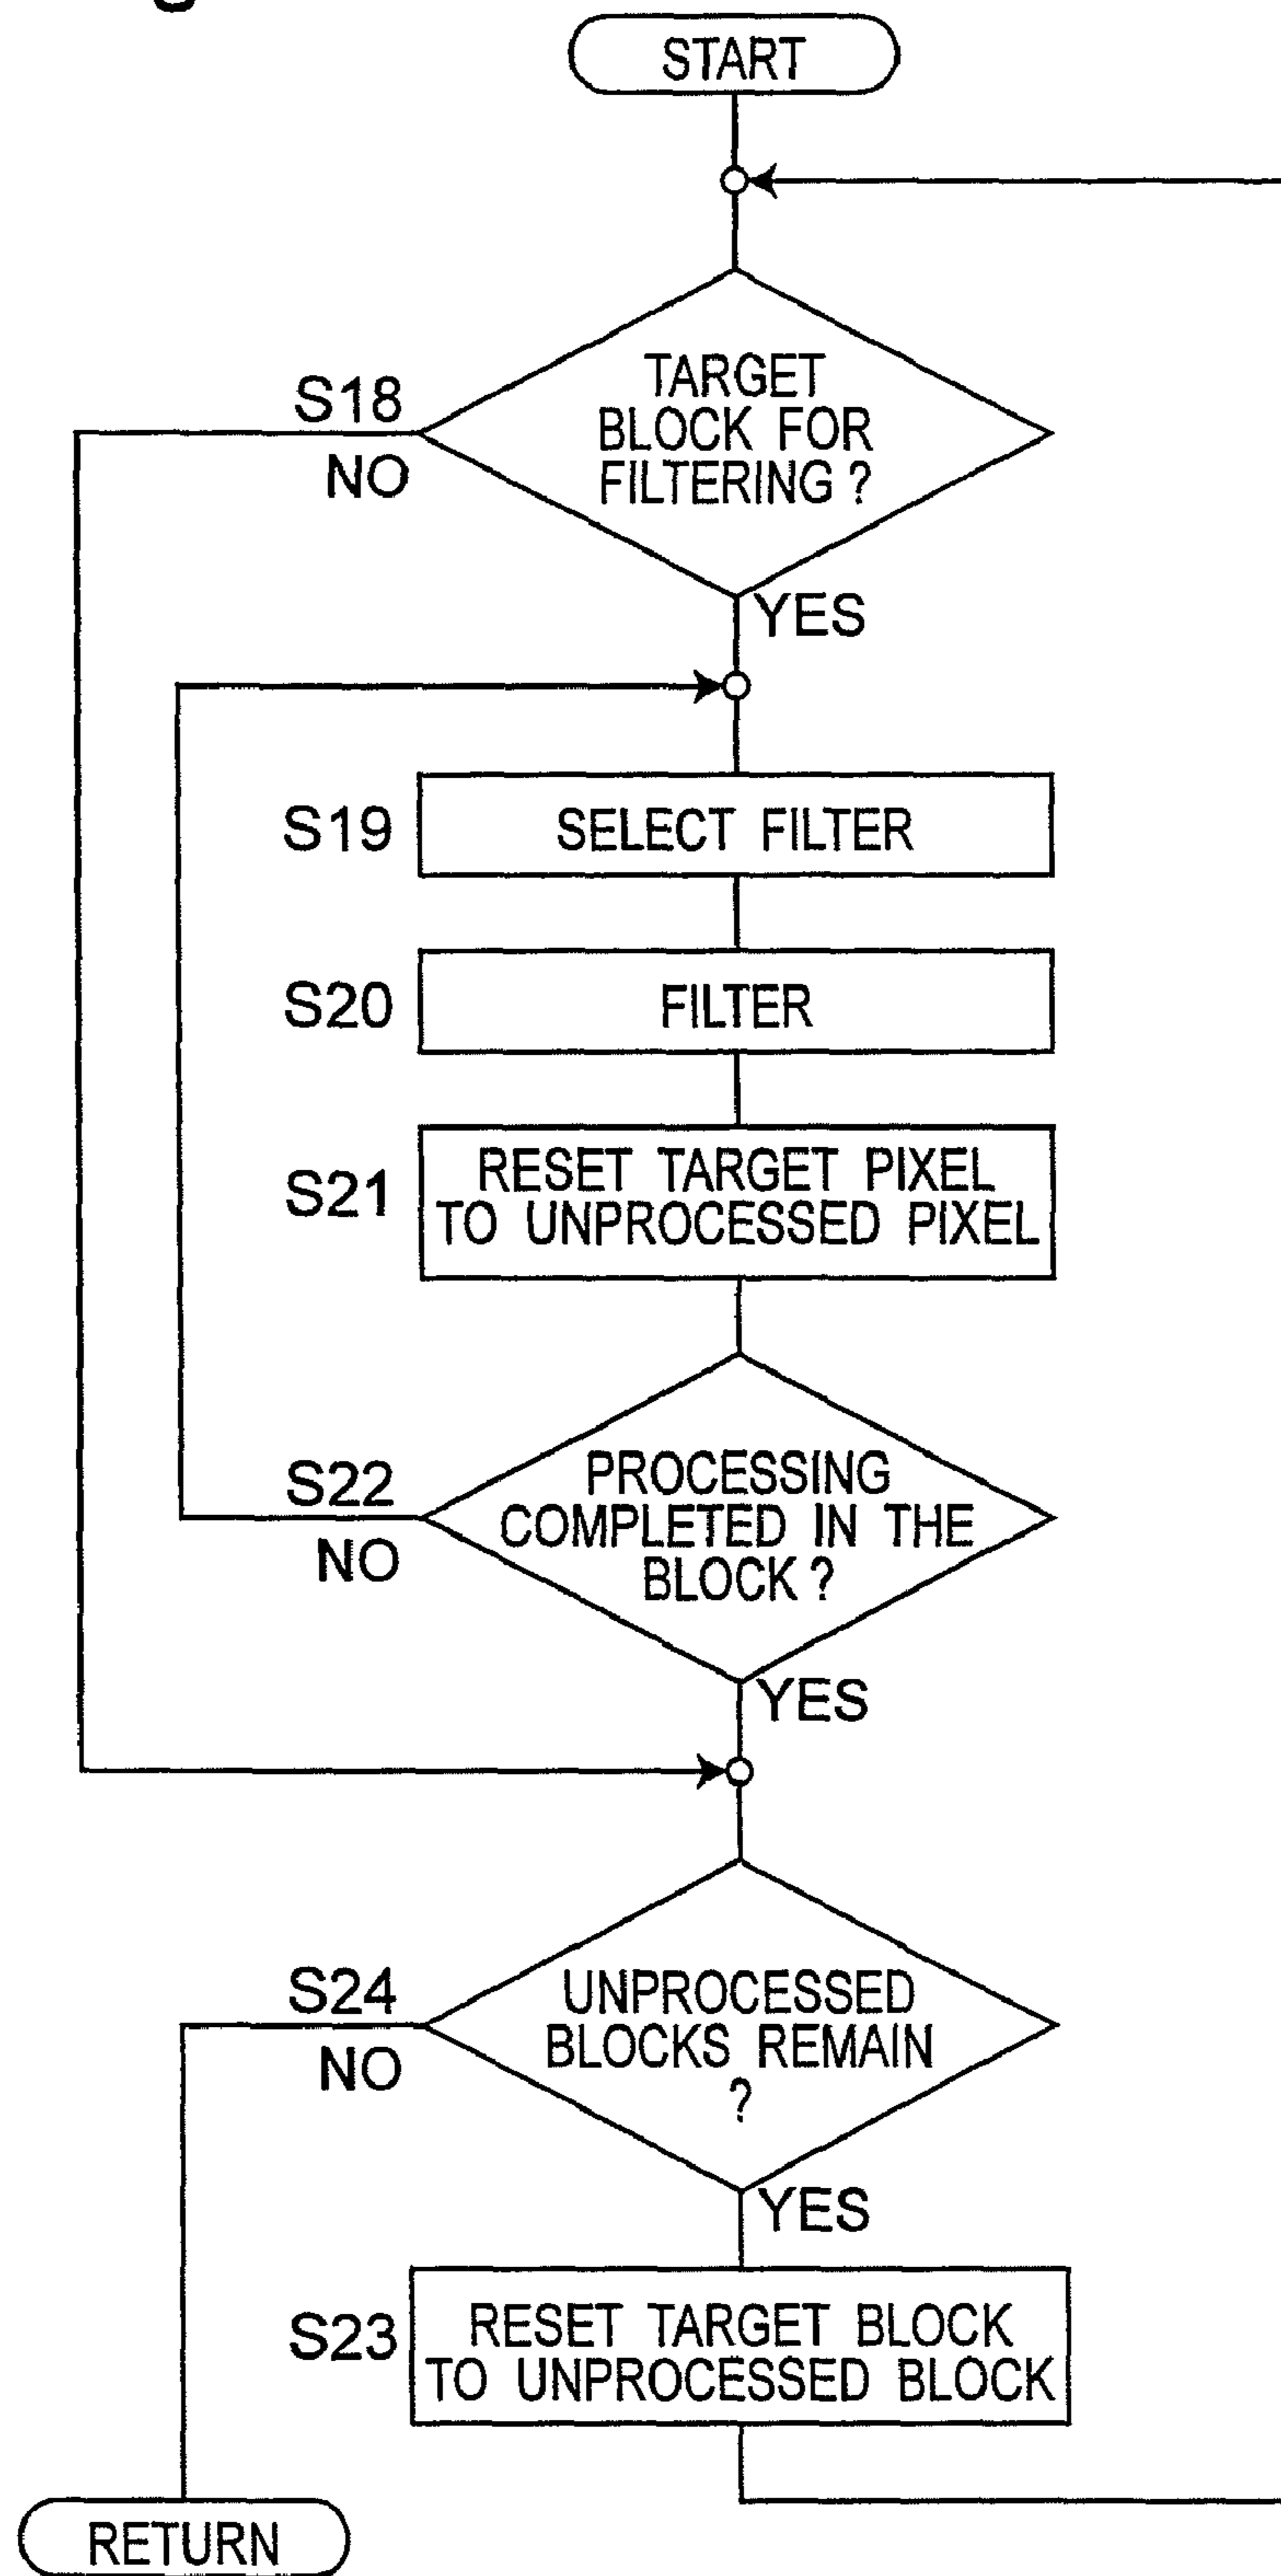 START
TARGET
BLOCK FOR
FILTERING ?
S18
NO
YES
S19
SELECT FILTER
S20
FILTER
S21
RESET TARGET PIXEL
TO UNPROCESSED PIXEL
S22
NO
PROCESSING
COMPLETED IN THE
BLOCK ?
YES
S24
NO
UNPROCESSED
BLOCKS REMAIN
?
YES
S23
RESET TARGET BLOCK
TO UNPROCESSED BLOCK
RETURN